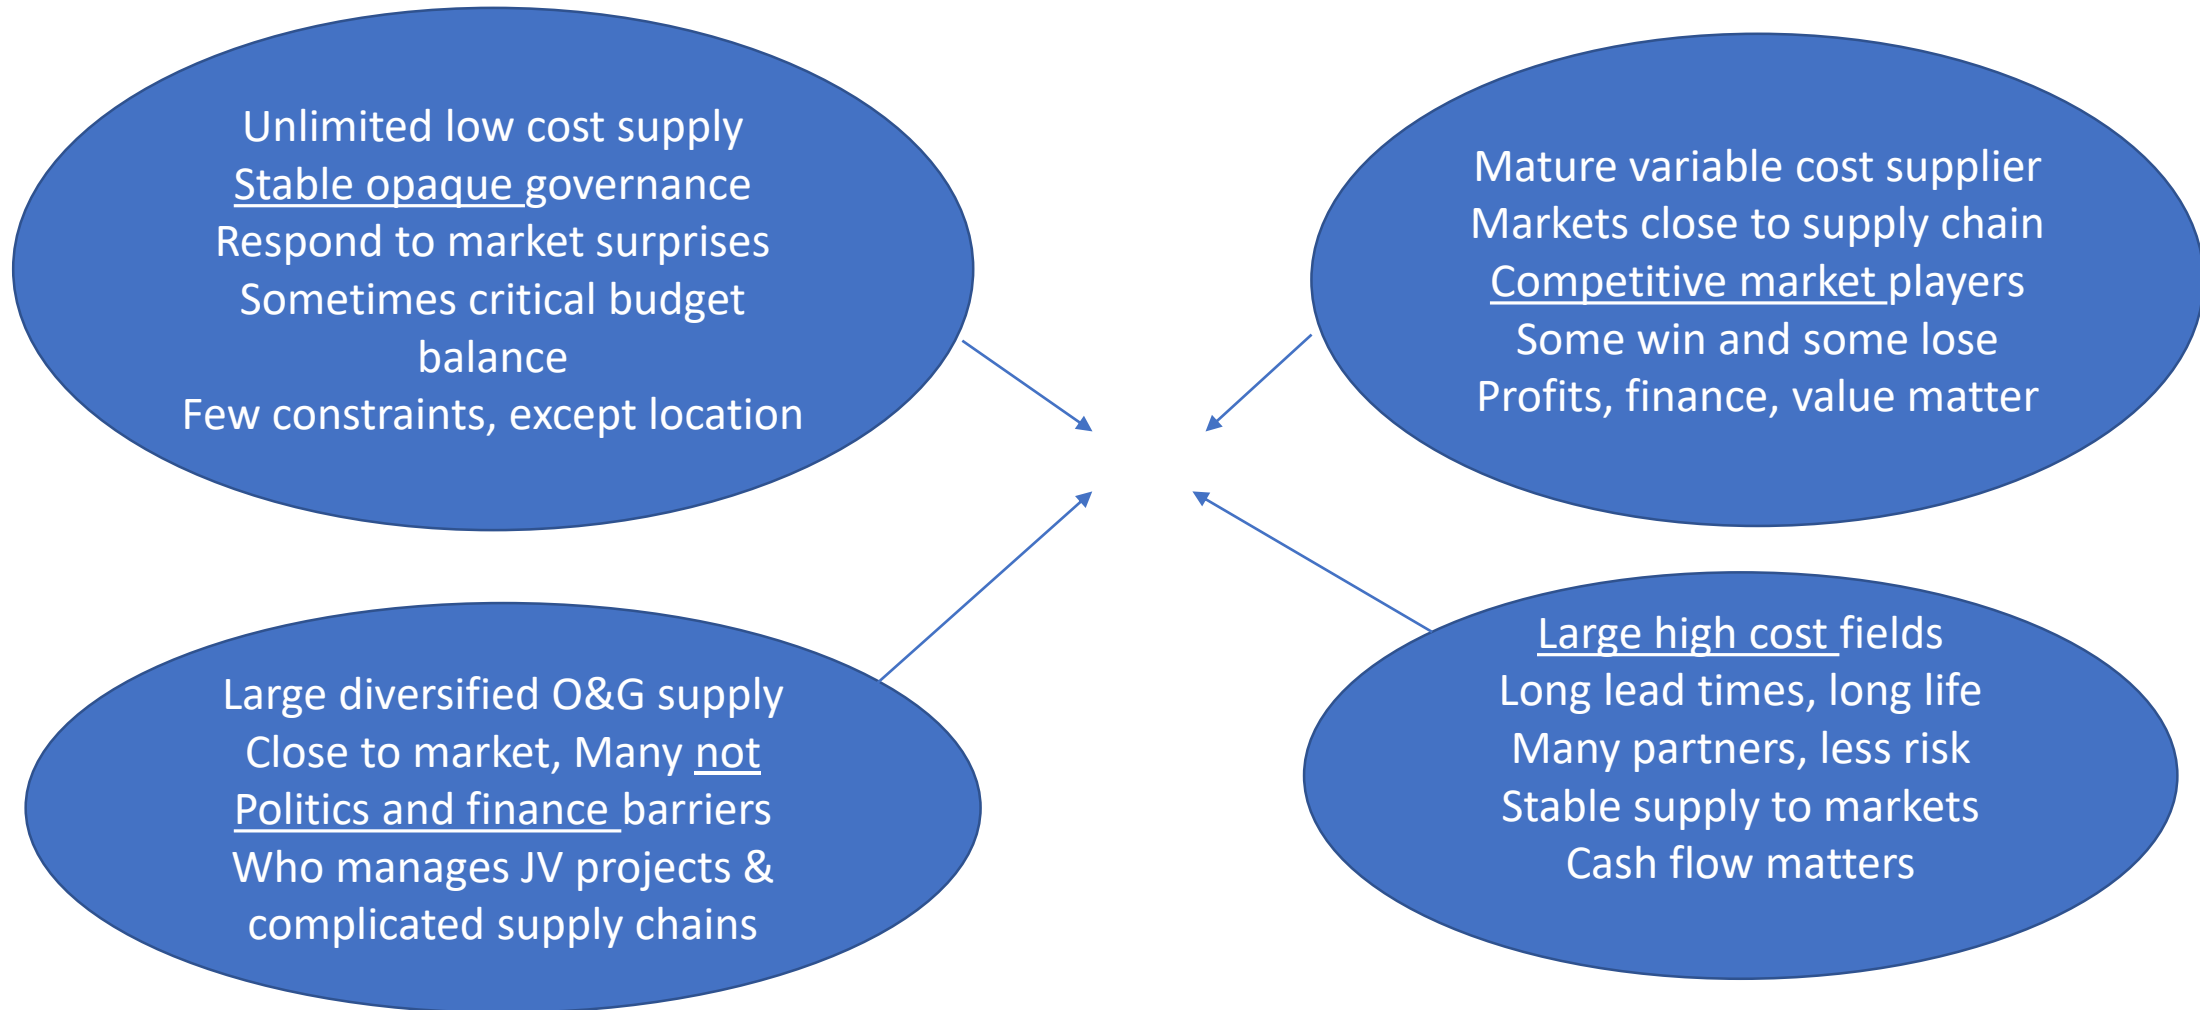 Unlimited low cost supply
Stable opaque governance
Respond to market surprises
Sometimes critical budget
balance
Few constraints, except location
Mature variable cost supplier
Markets close to supply chain
Competitive market players
Some win and some lose
Profits, finance, value matter
Large diversified O&G supply
Close to market, Many not
Politics and finance barriers
Who manages JV projects &
complicated supply chains
Large high cost fields
Long lead times, long life
Many partners, less risk
Stable supply to markets
Cash flow matters